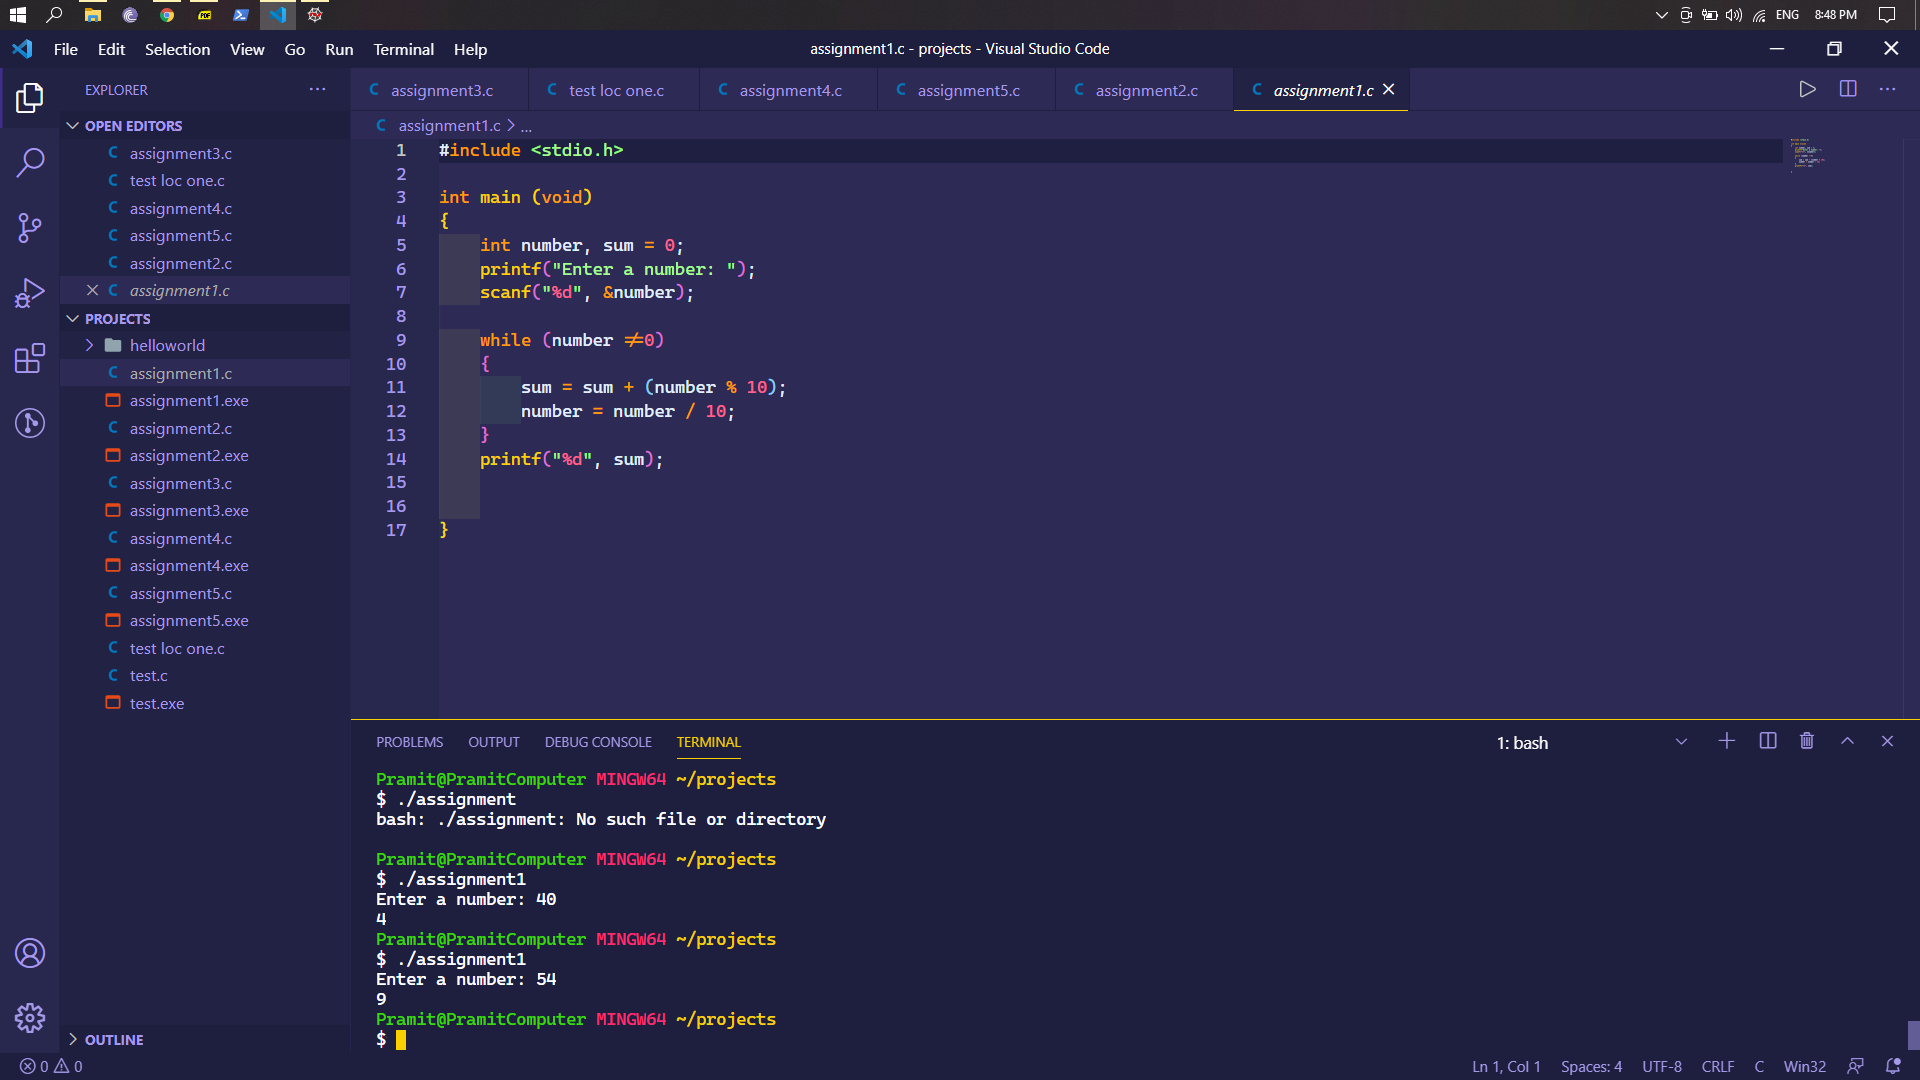 ENG 8:48 PM
File Edit Selection View Go Run Terminal Help
assignment1.c - projects - Visual Studio Code
EXPLORER
OPEN EDITORS
assignment3.c
test loc one.c
assignment4.c
assignment5.c
assignment2.c
assignment1.c
PROJECTS
helloworld
assignment1.c
assignment1.exe
assignment2.c
assignment2.exe
assignment3.c
assignment3.exe
assignment4.c
assignment4.exe
assignment5.c
assignment5.exe
test loc one.c
test.c
test.exe
OUTLINE
assignment3.c test loc one.c assignment4.c assignment5.c assignment2.c assignment1.c
assignment1.c > ...
1 #include <stdio.h>
2
3 int main (void)
4 {
5 int number, sum = 0;
6 printf("Enter a number: ");
7 scanf("%d", &number);
8
9 while (number ≠0)
10 {
11 sum = sum + (number % 10);
12 number = number / 10;
13 }
14 printf("%d", sum);
15
16
17 }
PROBLEMS OUTPUT DEBUG CONSOLE TERMINAL 1: bash
Pramit@PramitComputer MINGW64 ~/projects
$ ./assignment
bash: ./assignment: No such file or directory
Pramit@PramitComputer MINGW64 ~/projects
$ ./assignment1
Enter a number: 40
4
Pramit@PramitComputer MINGW64 ~/projects
$ ./assignment1
Enter a number: 54
9
Pramit@PramitComputer MINGW64 ~/projects
$
0 0 Ln 1, Col 1 Spaces: 4 UTF-8 CRLF C Win32